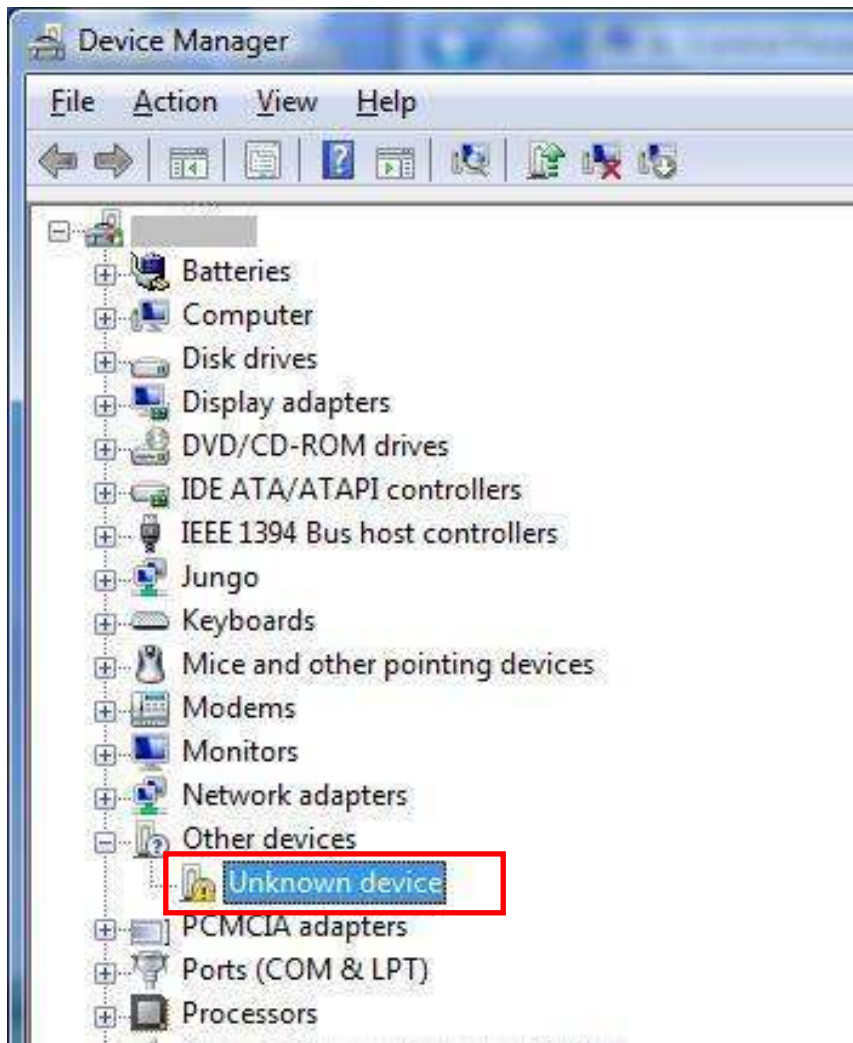 Device Manager
File Action View Help
Batteries
Computer
Disk drives
Display adapters
DVD/CD-ROM drives
IDE ATA/ATAPI controllers
IEEE 1394 Bus host controllers
Jungo
Keyboards
Mice and other pointing devices
Modems
Monitors
Network adapters
Other devices
Unknown device
PCMCIA adapters
Ports (COM & LPT)
Processors